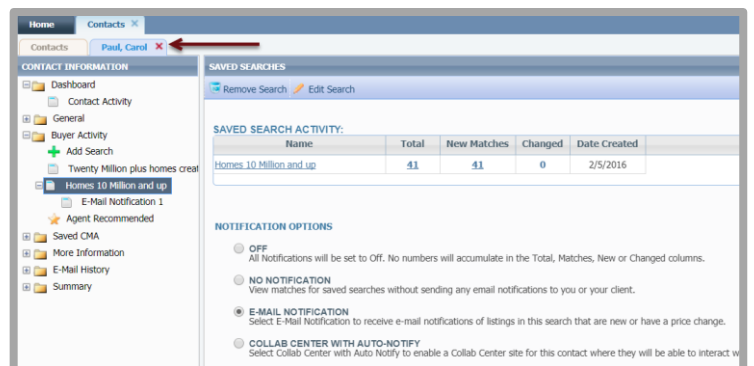 Home Contacts ×
Contacts Paul, Carol ×
CONTACT INFORMATION
Dashboard
Contact Activity
General
Buyer Activity
Add Search
Twenty Million plus homes creat
Homes 10 Million and up
E-Mail Notification 1
Agent Recommended
Saved CMA
More Information
E-Mail History
Summary
SAVED SEARCHES
Remove Search Edit Search
SAVED SEARCH ACTIVITY:
Name Total New Matches Changed Date Created
Homes 10 Million and up 41 41 0 2/5/2016
NOTIFICATION OPTIONS
OFF
All Notifications will be set to Off. No numbers will accumulate in the Total, Matches, New or Changed columns.
NO NOTIFICATION
View matches for saved searches without sending any email notifications to you or your client.
E-MAIL NOTIFICATION
Select E-Mail Notification to receive e-mail notifications of listings in this search that are new or have a price change.
COLLAB CENTER WITH AUTO-NOTIFY
Select Collab Center with Auto Notify to enable a Collab Center site for this contact where they will be able to interact w